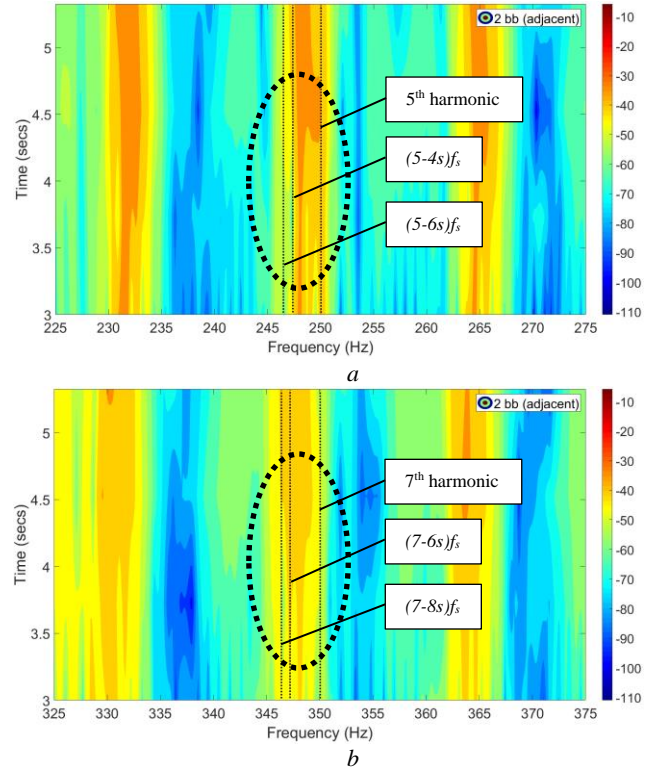 5
4.5
4
3.5
3
Time (secs)
2 bb (adjacent)
5th harmonic
(5-4s)fs
(5-6s)fs
225 230 235 240 245 250 255 260 265 270 275
Frequency (Hz)
-10
-20
-30
-40
-50
-60
-70
-80
-90
-100
-110
a
5
4.5
4
3.5
3
Time (secs)
2 bb (adjacent)
7th harmonic
(7-6s)fs
(7-8s)fs
325 330 335 340 345 350 355 360 365 370 375
Frequency (Hz)
-10
-20
-30
-40
-50
-60
-70
-80
-90
-100
-110
b